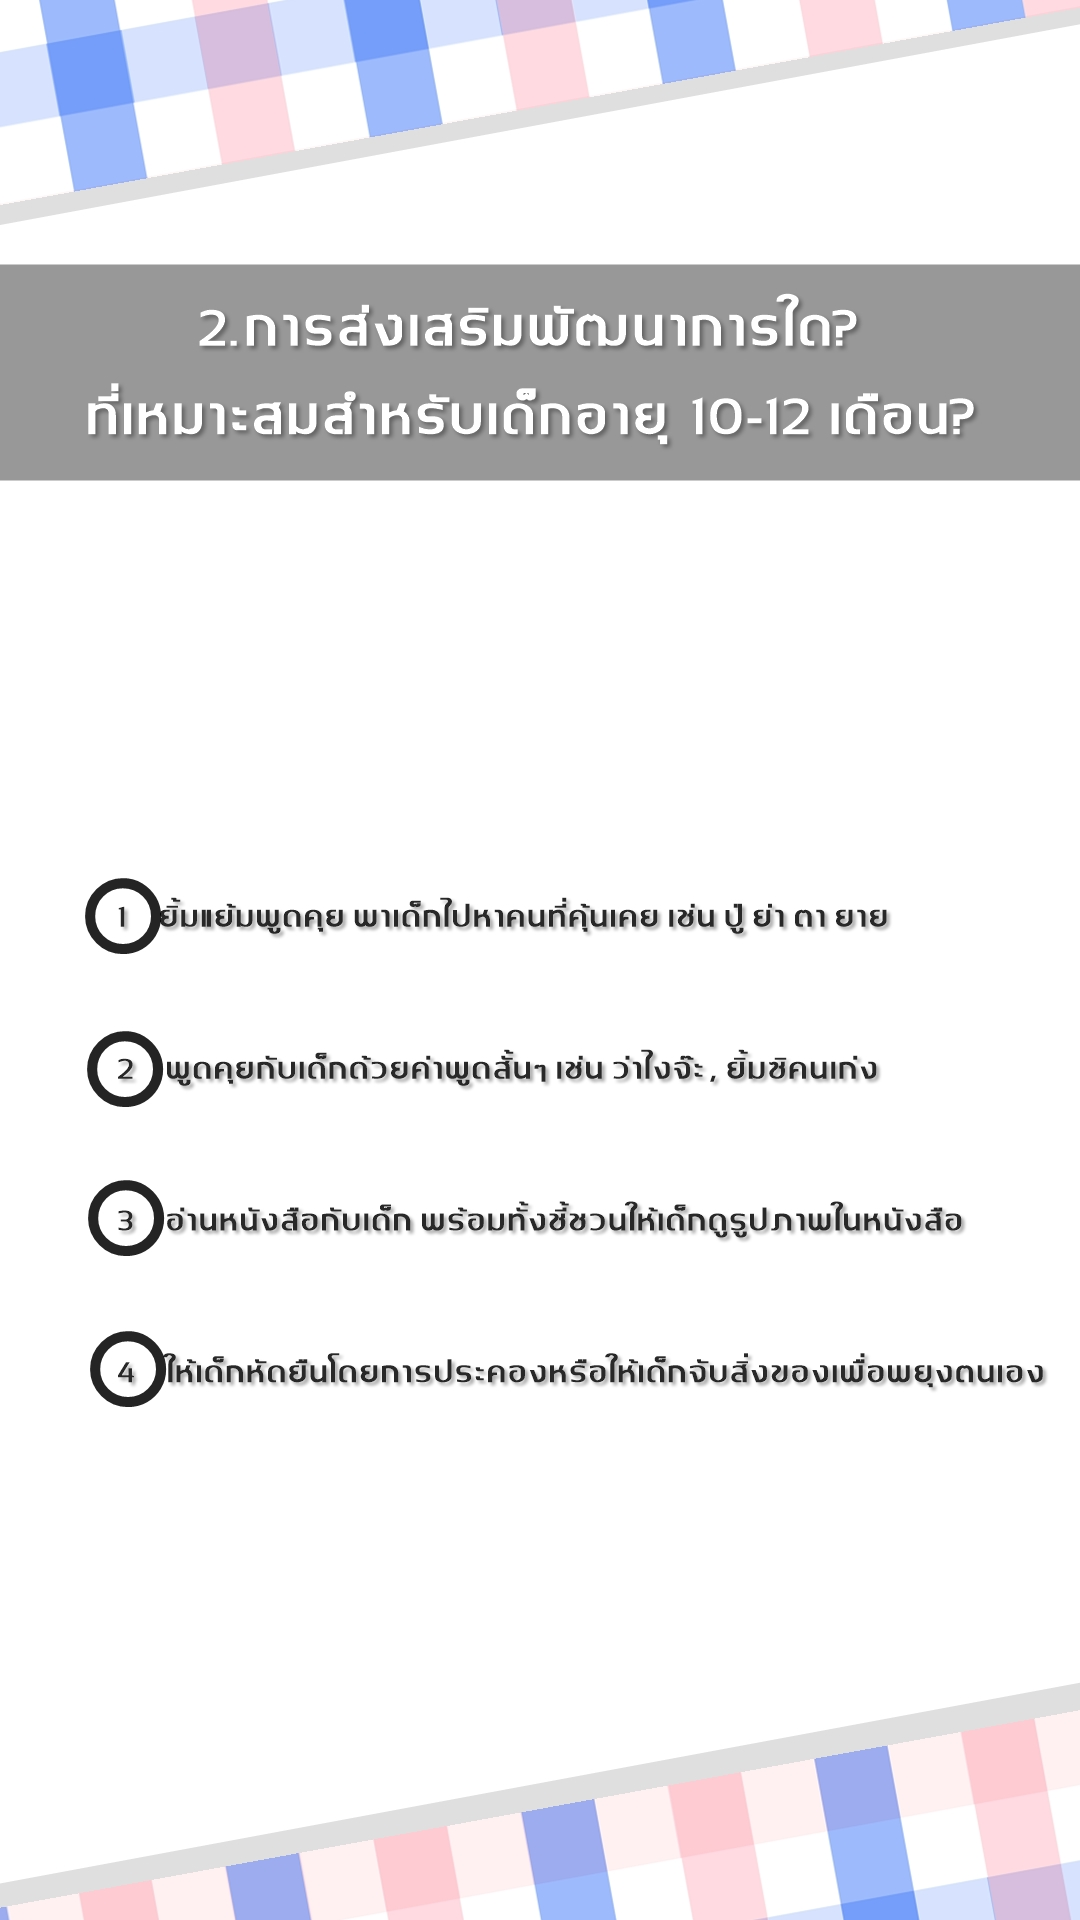 2.การส่งเสริมพัฒนาการใด?
ที่เหมาะสมสำหรับเด็กอายุ 10-12 เดือน?
1 ยิ้มแย้มพูดคุย พาเด็กไปหาคนที่คุ้นเคย เช่น ปู่ ย่า ตา ยาย
2 พูดคุยกับเด็กด้วยค่าพูดสั้นๆ เช่น ว่าไงจ๊ะ , ยิ้มซิคนเก่ง
3 อ่านหนังสือกับเด็ก พร้อมทั้งชี้ชวนให้เด็กดูรูปภาพในหนังสือ
4 ให้เด็กหัดยืนโดยการประคองหรือให้เด็กจับสิ่งของเพื่อพยุงตนเอง